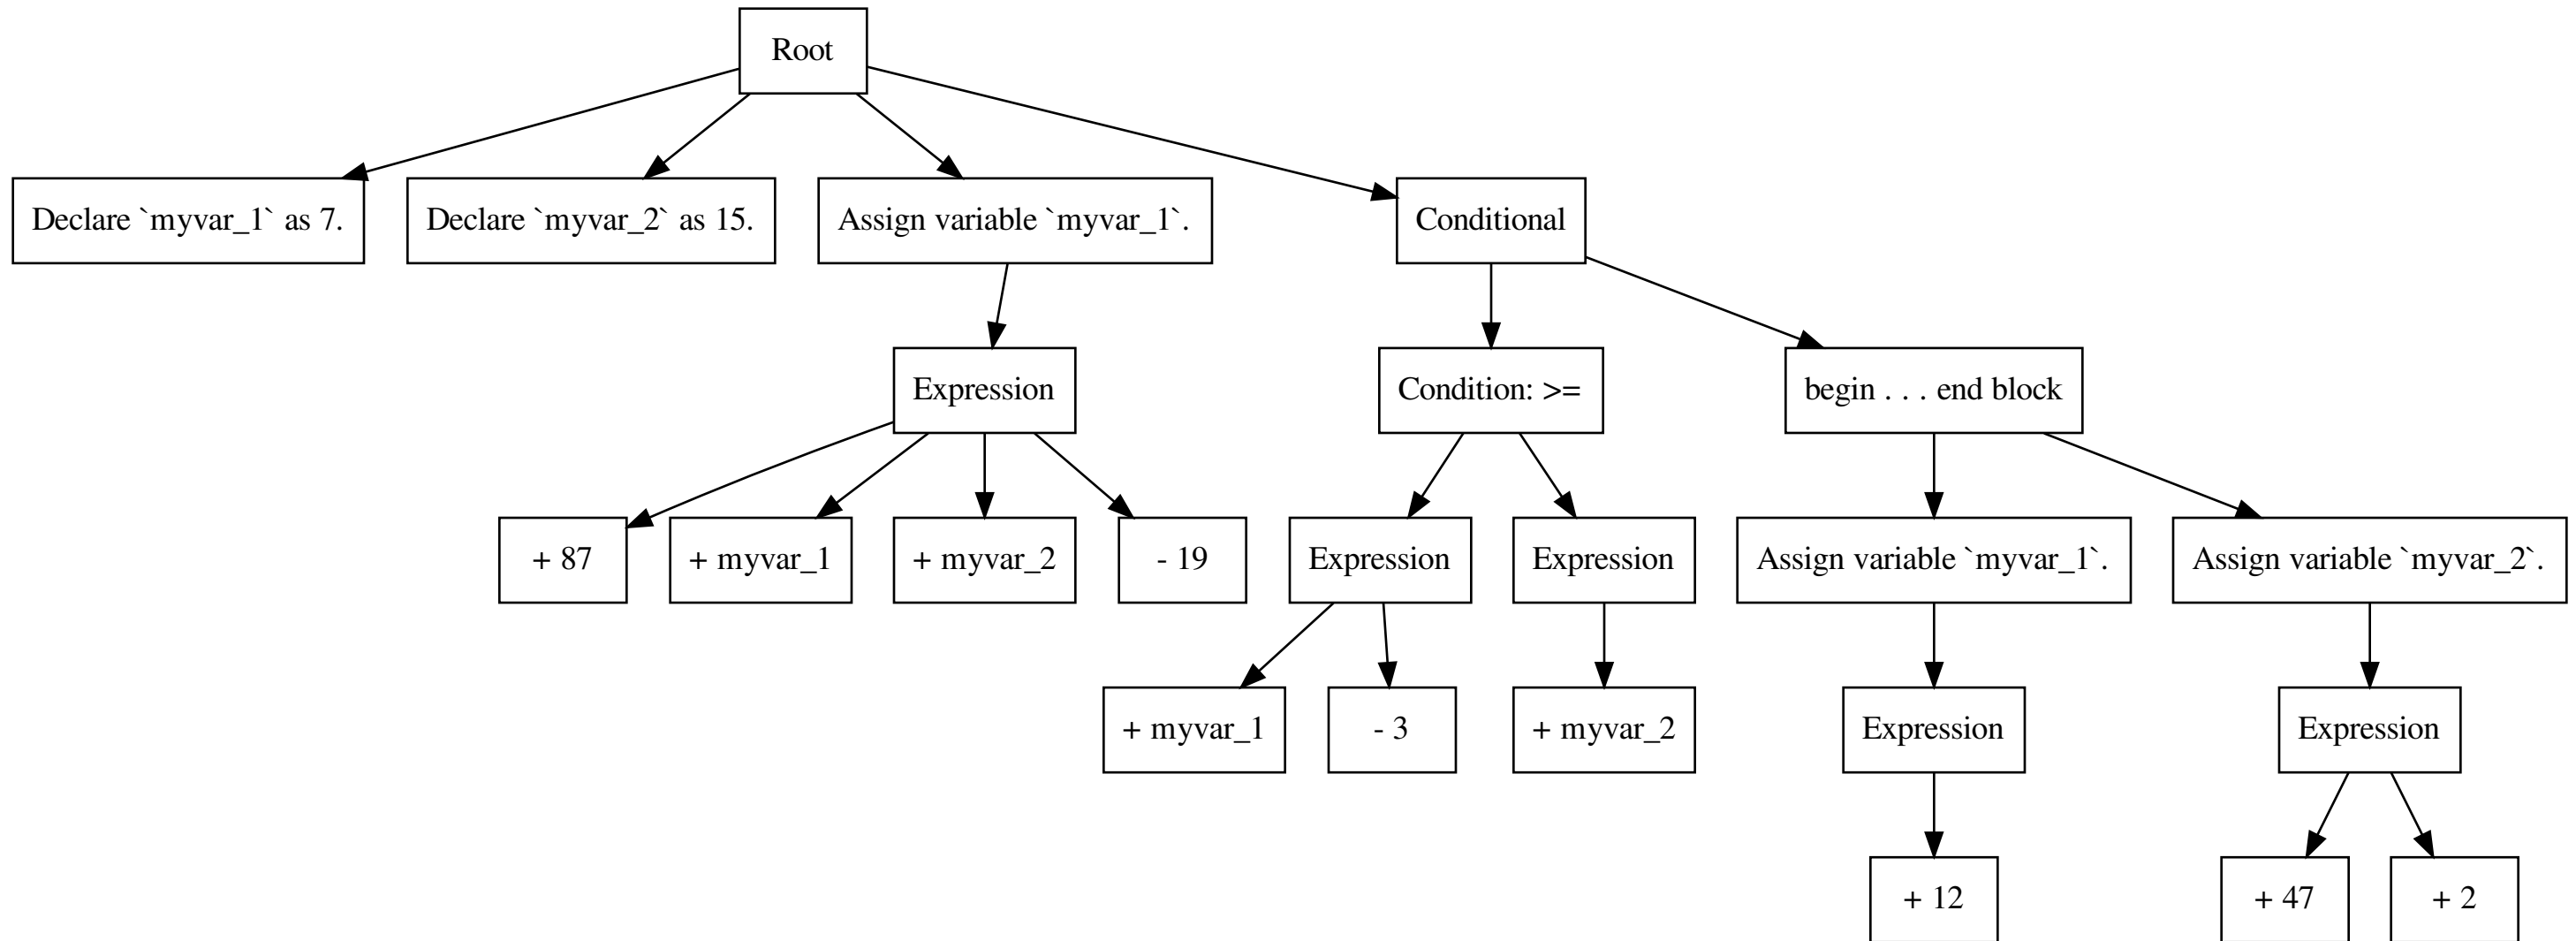 Root
Declare `myvar_1` as 7.
Declare `myvar_2` as 15.
Assign variable `myvar_1`.
Conditional
Expression
Condition: >=
begin . . . end block
+ 87
+ myvar_1
+ myvar_2
- 19
Expression
Expression
Assign variable `myvar_1`.
Assign variable `myvar_2`.
+ myvar_1
- 3
+ myvar_2
Expression
Expression
+ 12
+ 47
+ 2